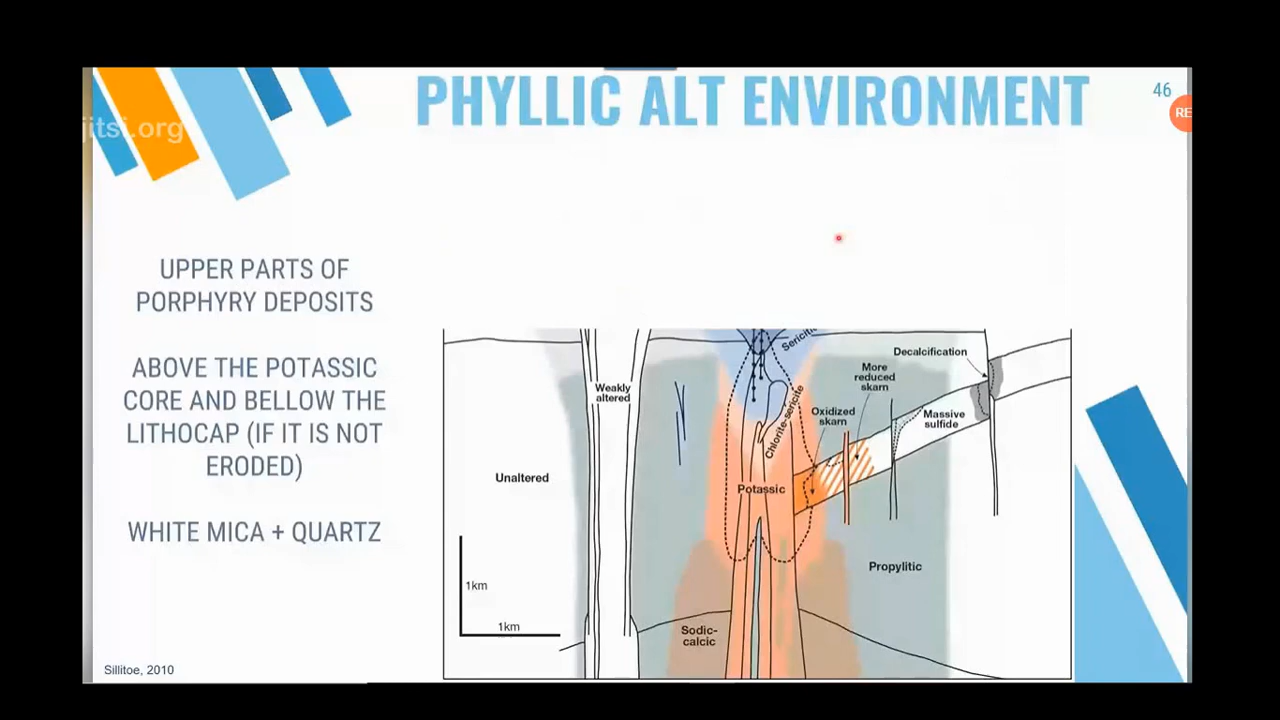 PHYLLIC ALT ENVIRONMENT
46
RE
jitsi.org
UPPER PARTS OF
PORPHYRY DEPOSITS
ABOVE THE POTASSIC
CORE AND BELLOW THE
LITHOCAP (IF IT IS NOT
ERODED)
WHITE MICA + QUARTZ
Sillitoe, 2010
Unaltered
1km
1km
Weakly
altered
Chlorite-sericite
Potassic
Sodic-
calcic
Oxidized
skarn
More
reduced
skarn
Decalcification
Massive
sulfide
Propylitic